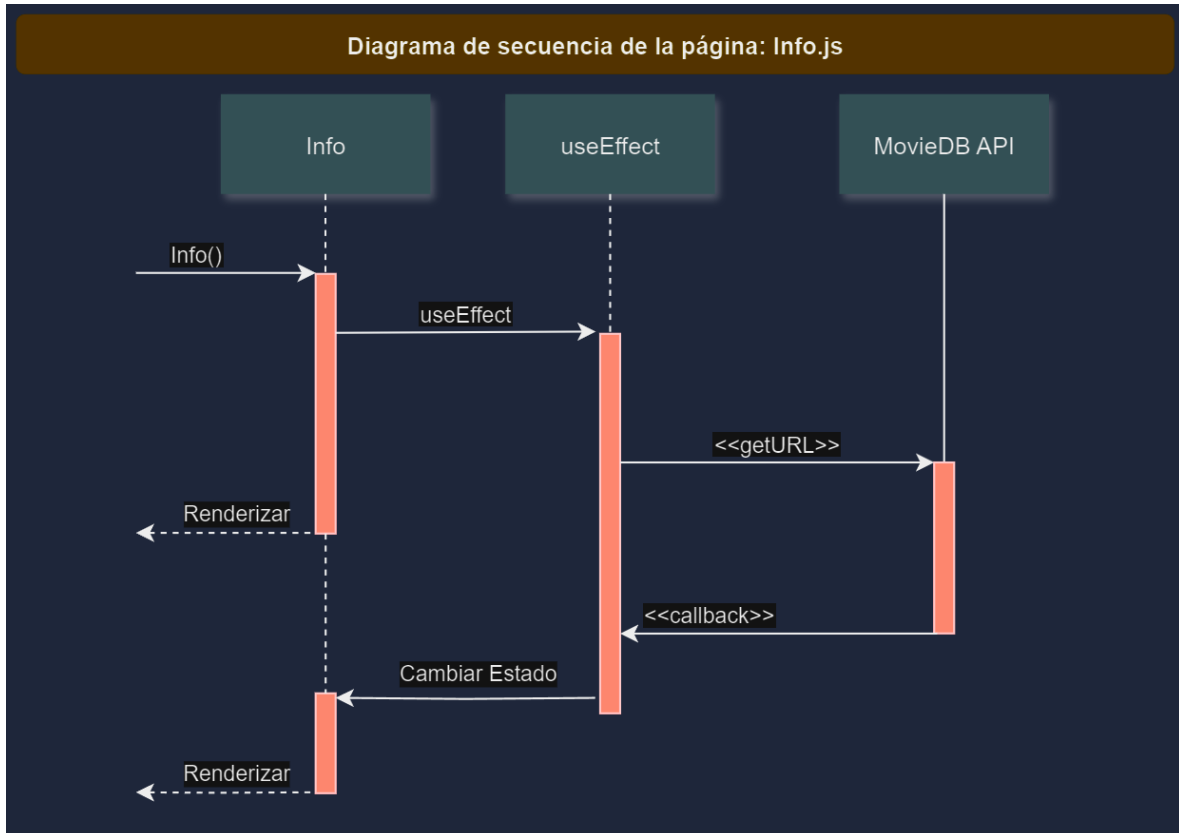 Diagrama de secuencia de la página: Info.js
Info
useEffect
MovieDB API
Info()
useEffect
<<getURL>>
Renderizar
<<callback>>
Cambiar Estado
Renderizar